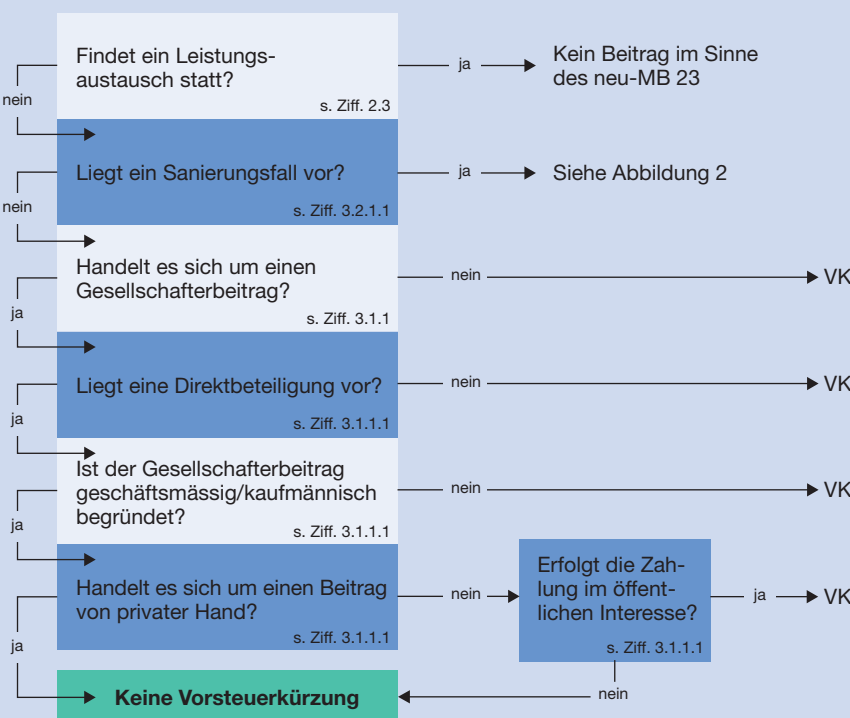 Findet ein Leistungs-
austausch statt?
s. Ziff. 2.3
ja
Kein Beitrag im Sinne
des neu-MB 23
nein
Liegt ein Sanierungsfall vor?
s. Ziff. 3.2.1.1
ja
Siehe Abbildung 2
nein
Handelt es sich um einen
Gesellschafterbeitrag?
s. Ziff. 3.1.1
nein
VK
ja
Liegt eine Direktbeteiligung vor?
s. Ziff. 3.1.1.1
nein
VK
ja
Ist der Gesellschafterbeitrag
geschäftsmässig/kaufmännisch
begründet?
s. Ziff. 3.1.1.1
nein
VK
ja
Handelt es sich um einen Beitrag
von privater Hand?
s. Ziff. 3.1.1.1
nein
Erfolgt die Zah-
lung im öffent-
lichen Interesse?
s. Ziff. 3.1.1.1
ja
VK
nein
ja
Keine Vorsteuerkürzung